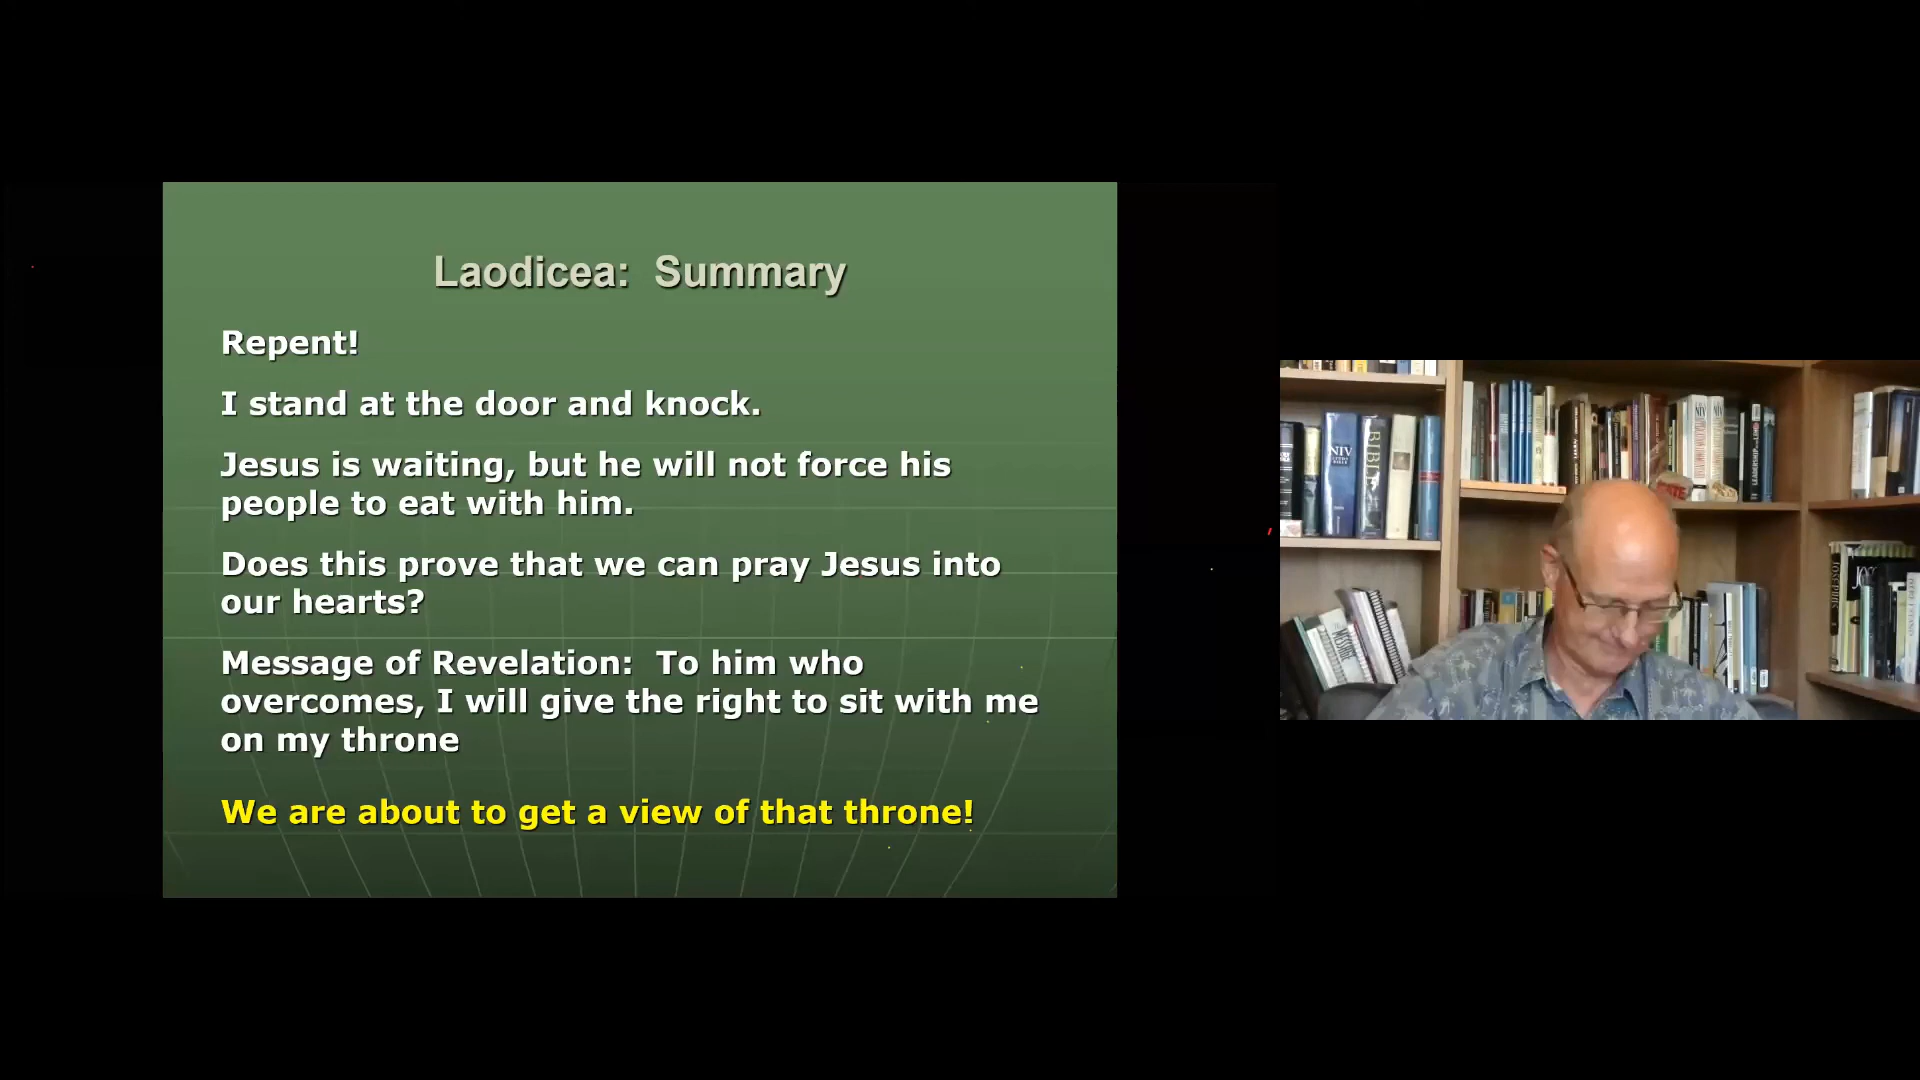 Laodicea: Summary
Repent!
I stand at the door and knock.
Jesus is waiting, but he will not force his
people to eat with him.
Does this prove that we can pray Jesus into
our hearts?
Message of Revelation: To him who
overcomes, I will give the right to sit with me
on my throne
We are about to get a view of that throne!
NIV
BIBLE
NIV
JOSEPHUS